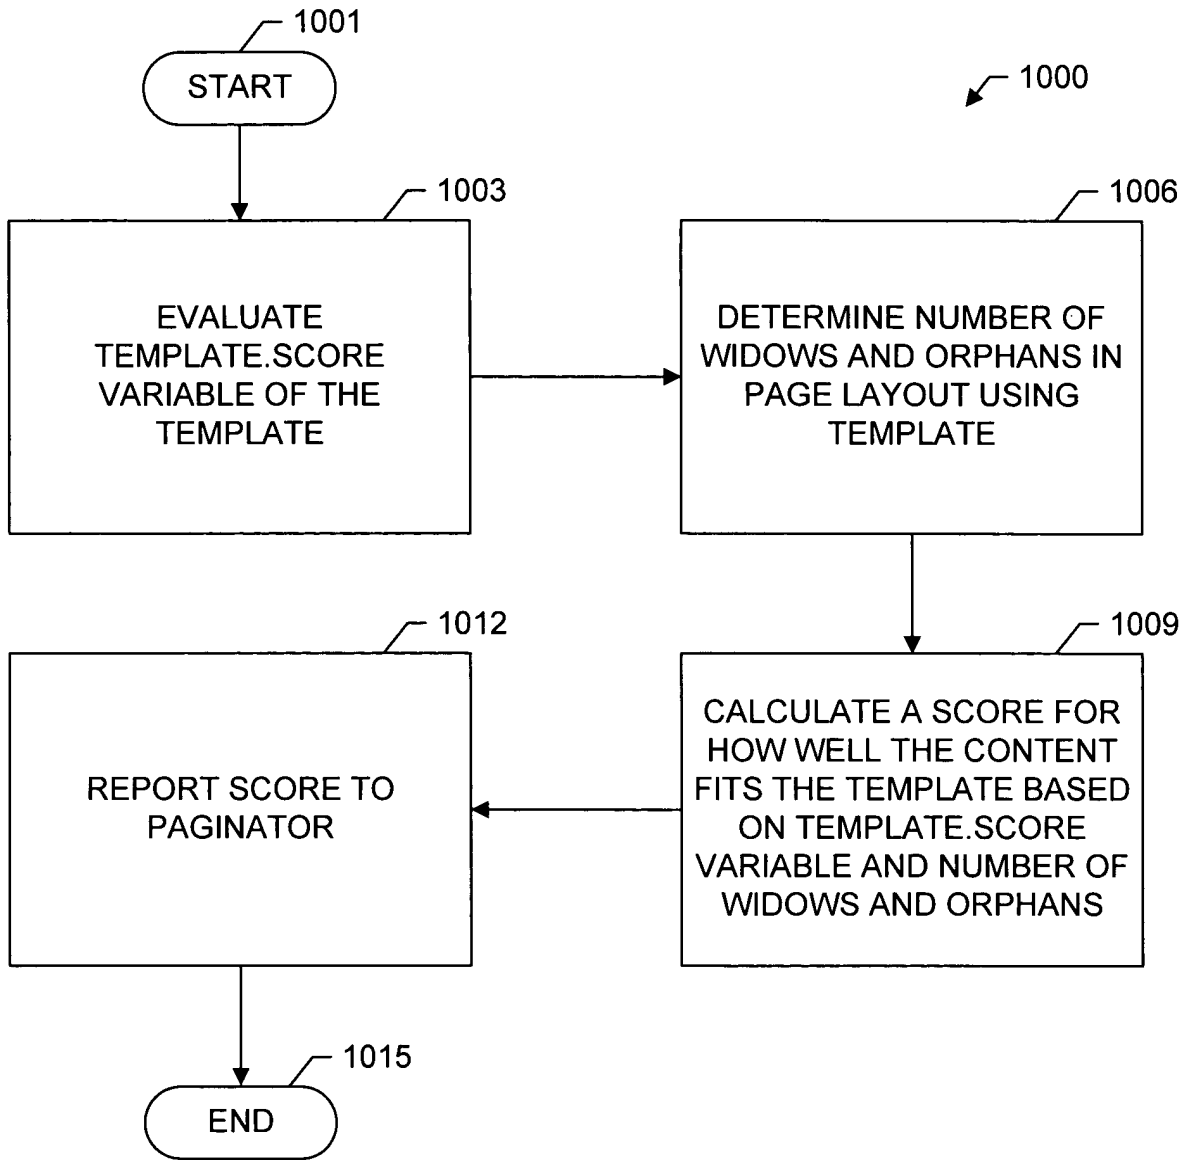 1001
START
1000
1003
EVALUATE
TEMPLATE.SCORE
VARIABLE OF THE
TEMPLATE
1006
DETERMINE NUMBER OF
WIDOWS AND ORPHANS IN
PAGE LAYOUT USING
TEMPLATE
1009
CALCULATE A SCORE FOR
HOW WELL THE CONTENT
FITS THE TEMPLATE BASED
ON TEMPLATE.SCORE
VARIABLE AND NUMBER OF
WIDOWS AND ORPHANS
1012
REPORT SCORE TO
PAGINATOR
1015
END